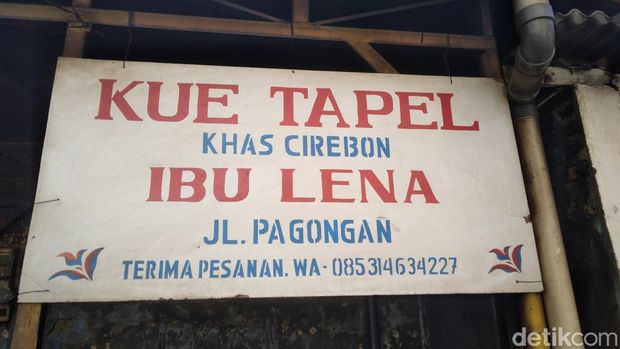 KUE TAPEL
KHAS CIREBON
IBU LENA
JL. PAGONGAN
TERIMA PESANAN. WA- 085314634227
detikcom